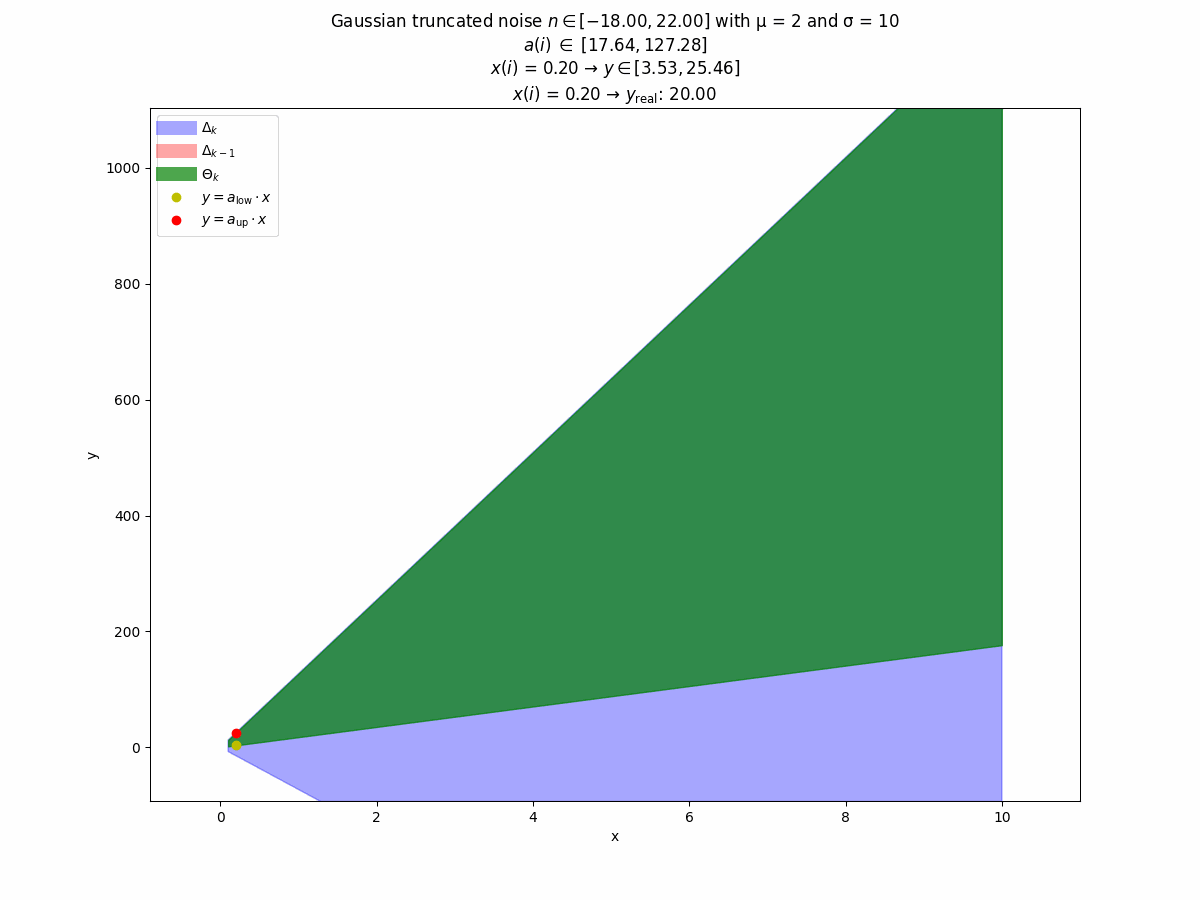 Gaussian truncated noise n ∈ [−18.00, 22.00] with μ = 2 and σ = 10
a(i) ∈ [17.64, 127.28]
x(i) = 0.20 → y ∈ [3.53, 25.46]
x(i) = 0.20 → y_real: 20.00
Δ_k
Δ_{k−1}
Θ_k
y = a_low · x
y = a_up · x
1000
800
600
400
200
0
y
0 2 4 6 8 10
x